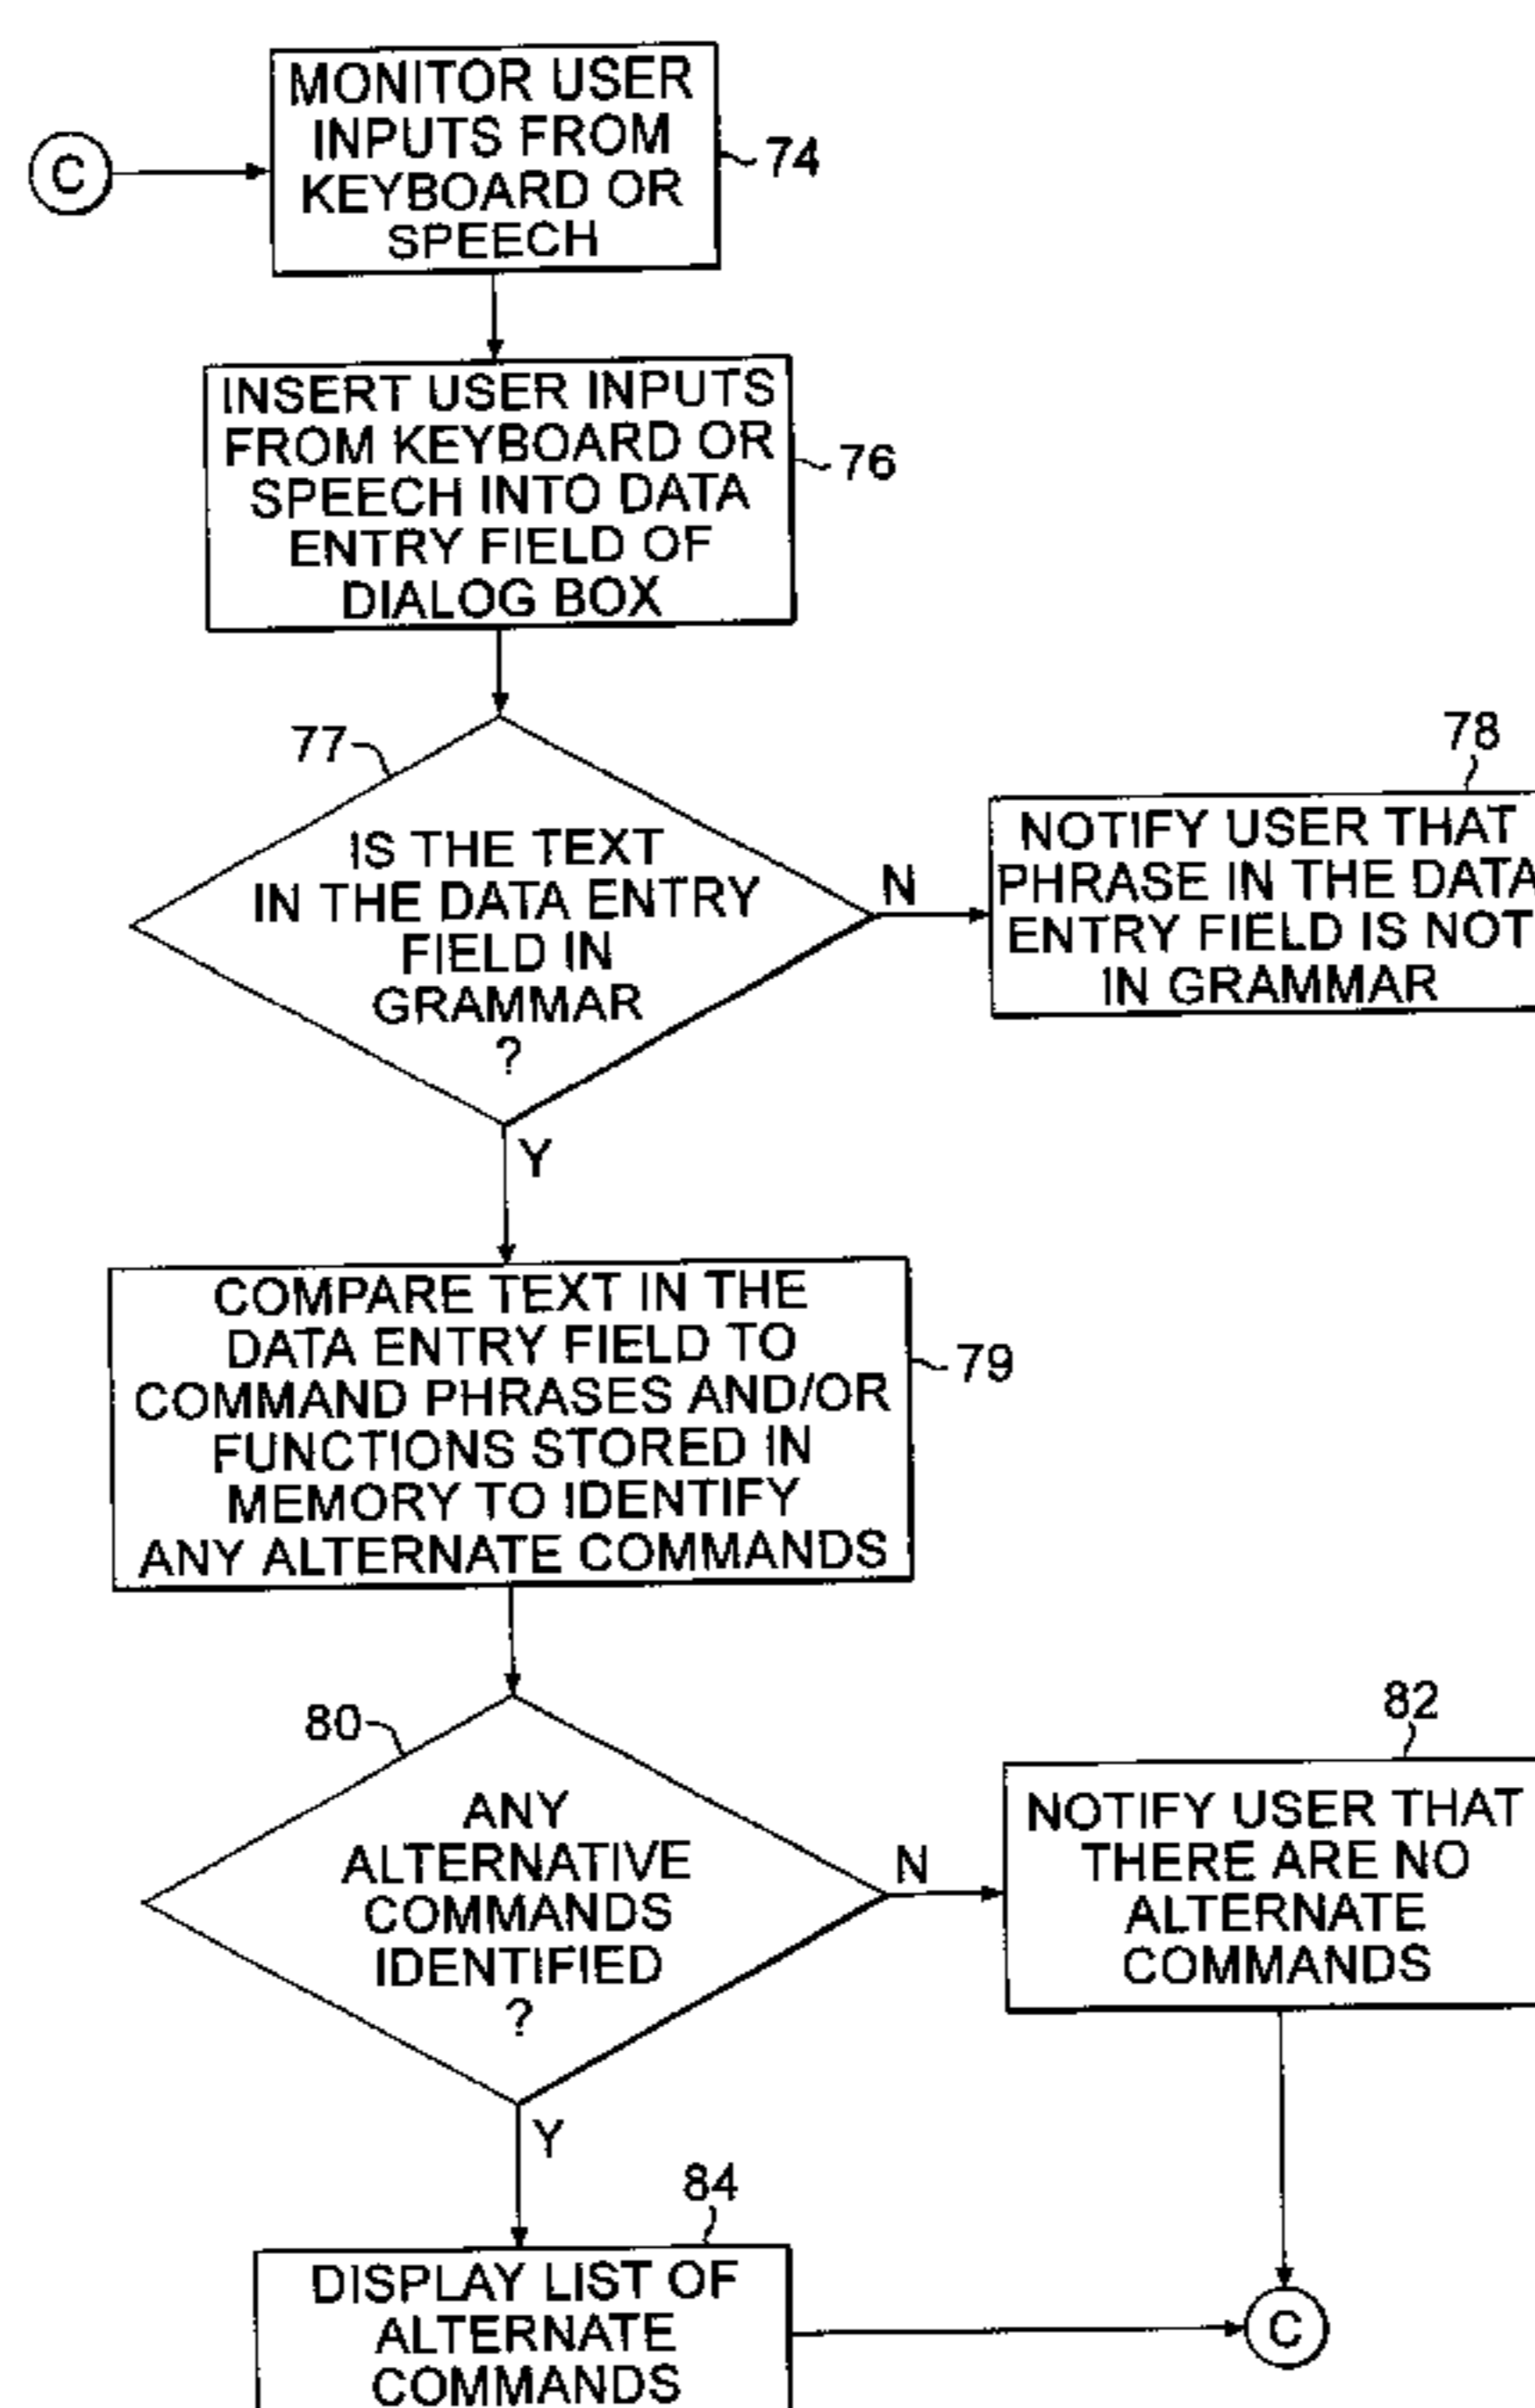 MONITOR USER
INPUTS FROM
KEYBOARD OR
SPEECH
74
C
INSERT USER INPUTS
FROM KEYBOARD OR
SPEECH INTO DATA
ENTRY FIELD OF
DIALOG BOX
76
77
IS THE TEXT
IN THE DATA ENTRY
FIELD IN
GRAMMAR
?
N
Y
78
NOTIFY USER THAT
PHRASE IN THE DATA
ENTRY FIELD IS NOT
IN GRAMMAR
COMPARE TEXT IN THE
DATA ENTRY FIELD TO
COMMAND PHRASES AND/OR
FUNCTIONS STORED IN
MEMORY TO IDENTIFY
ANY ALTERNATE COMMANDS
79
80
ANY
ALTERNATIVE
COMMANDS
IDENTIFIED
?
N
Y
82
NOTIFY USER THAT
THERE ARE NO
ALTERNATE
COMMANDS
84
DISPLAY LIST OF
ALTERNATE
COMMANDS
C